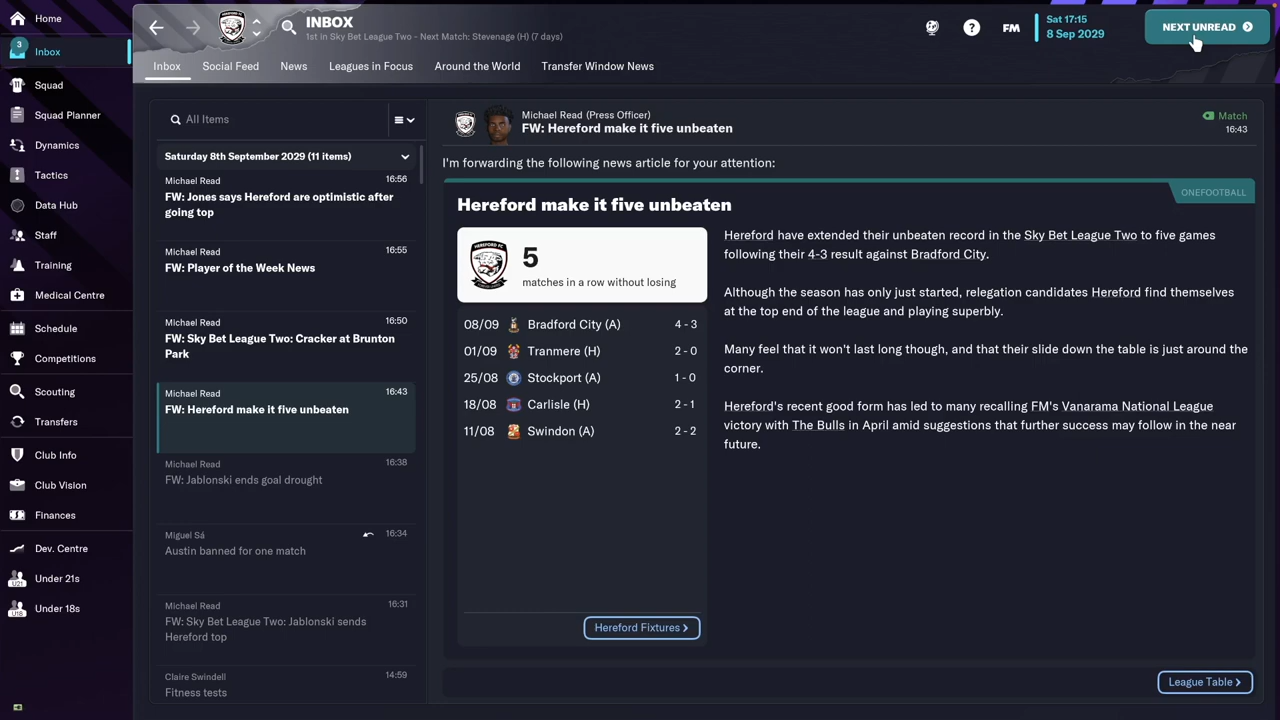 Home
3
Inbox
Squad
Squad Planner
Dynamics
Tactics
Data Hub
Staff
Training
Medical Centre
Schedule
Competitions
Scouting
Transfers
Club Info
Club Vision
Finances
Dev. Centre
U21
Under 21s
U18
Under 18s
INBOX
1st in Sky Bet League Two - Next Match: Stevenage (H) (7 days)
FM
Sat 17:15
8 Sep 2029
NEXT UNREAD
Inbox
Social Feed
News
Leagues in Focus
Around the World
Transfer Window News
All Items
Saturday 8th September 2029 (11 items)
Michael Read 16:56
FW: Jones says Hereford are optimistic after
going top
Michael Read 16:55
FW: Player of the Week News
Michael Read 16:50
FW: Sky Bet League Two: Cracker at Brunton
Park
Michael Read 16:43
FW: Hereford make it five unbeaten
Michael Read 16:38
FW: Jablonski ends goal drought
Miguel Sá 16:34
Austin banned for one match
Michael Read 16:31
FW: Sky Bet League Two: Jablonski sends
Hereford top
Claire Swindell 14:59
Fitness tests
Michael Read (Press Officer)
FW: Hereford make it five unbeaten
Match
16:43
I'm forwarding the following news article for your attention:
ONEFOOTBALL
Hereford make it five unbeaten
HEREFORD FC
5
matches in a row without losing
08/09 Bradford City (A) 4 - 3
01/09 Tranmere (H) 2 - 0
25/08 Stockport (A) 1 - 0
18/08 Carlisle (H) 2 - 1
11/08 Swindon (A) 2 - 2
Hereford Fixtures
Hereford have extended their unbeaten record in the Sky Bet League Two to five games
following their 4-3 result against Bradford City.
Although the season has only just started, relegation candidates Hereford find themselves
at the top end of the league and playing superbly.
Many feel that it won't last long though, and that their slide down the table is just around the
corner.
Hereford's recent good form has led to many recalling FM's Vanarama National League
victory with The Bulls in April amid suggestions that further success may follow in the near
future.
League Table